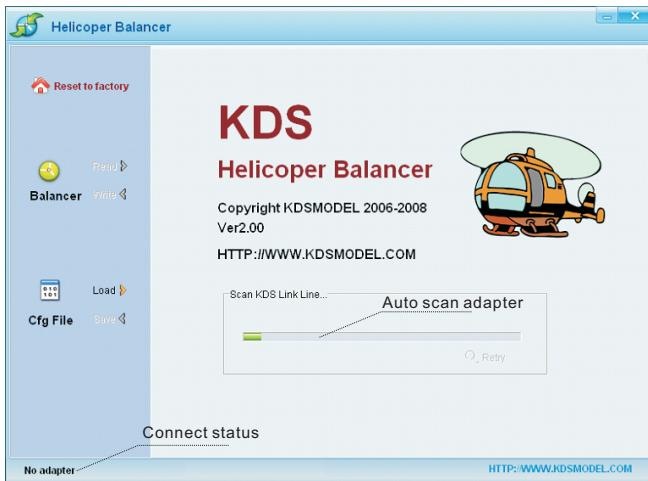 Helicoper Balancer
Reset to factory
KDS
Helicoper Balancer
Copyright KDSMODEL 2006-2008
Ver2.00
HTTP://WWW.KDSMODEL.COM
Read
Balancer Write
010
101
Load
Cfg File Save
Scan KDS Link Line...
Auto scan adapter
Retry
Connect status
No adapter
HTTP://WWW.KDSMODEL.COM